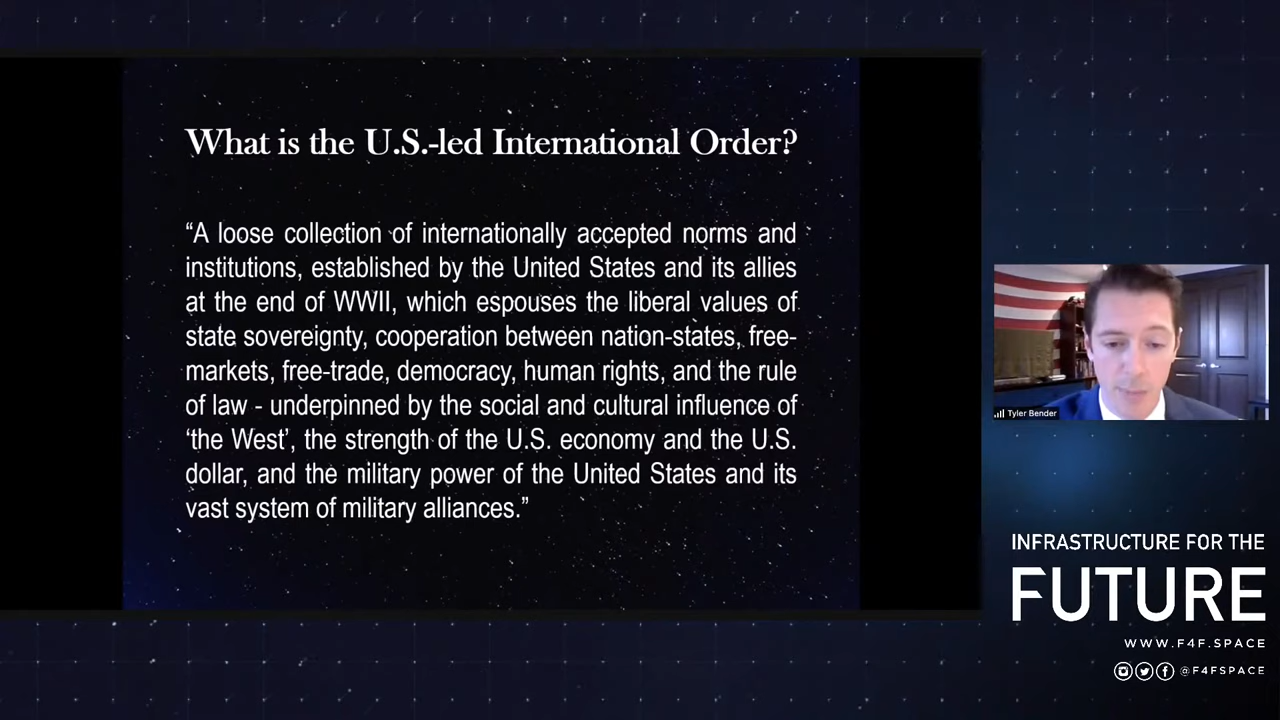 What is the U.S.-led International Order?
“A loose collection of internationally accepted norms and
institutions, established by the United States and its allies
at the end of WWII, which espouses the liberal values of
state sovereignty, cooperation between nation-states, free-
markets, free-trade, democracy, human rights, and the rule
of law - underpinned by the social and cultural influence of
‘the West’, the strength of the U.S. economy and the U.S.
dollar, and the military power of the United States and its
vast system of military alliances.”
Tyler Bender
INFRASTRUCTURE FOR THE
FUTURE
WWW.F4F.SPACE
@F4FSPACE